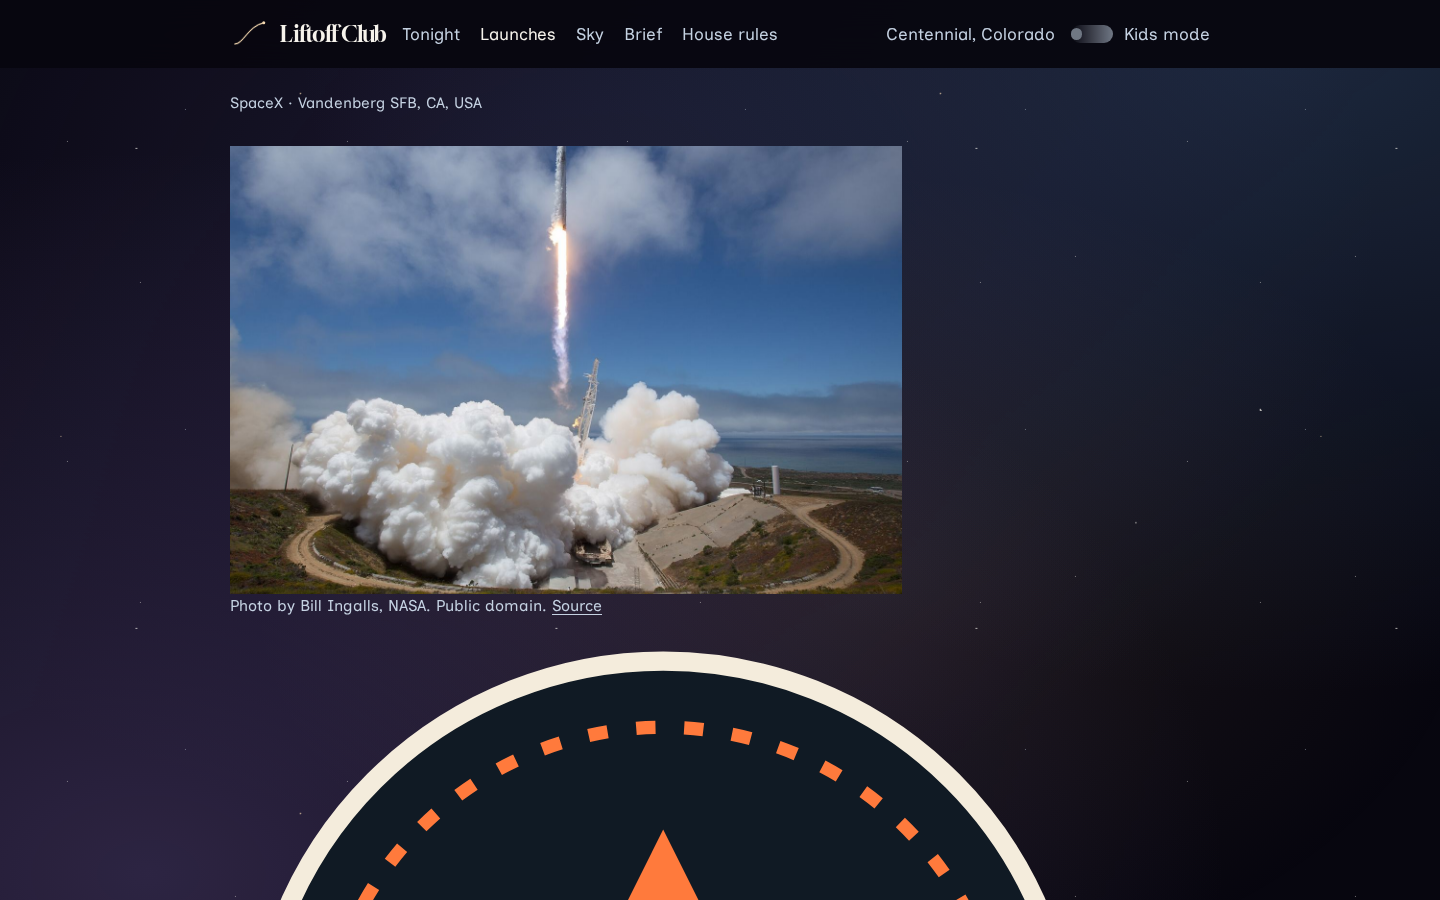 Liftoff Club Tonight Launches Sky Brief House rules Centennial, Colorado Kids mode
SpaceX · Vandenberg SFB, CA, USA
Photo by Bill Ingalls, NASA. Public domain. Source